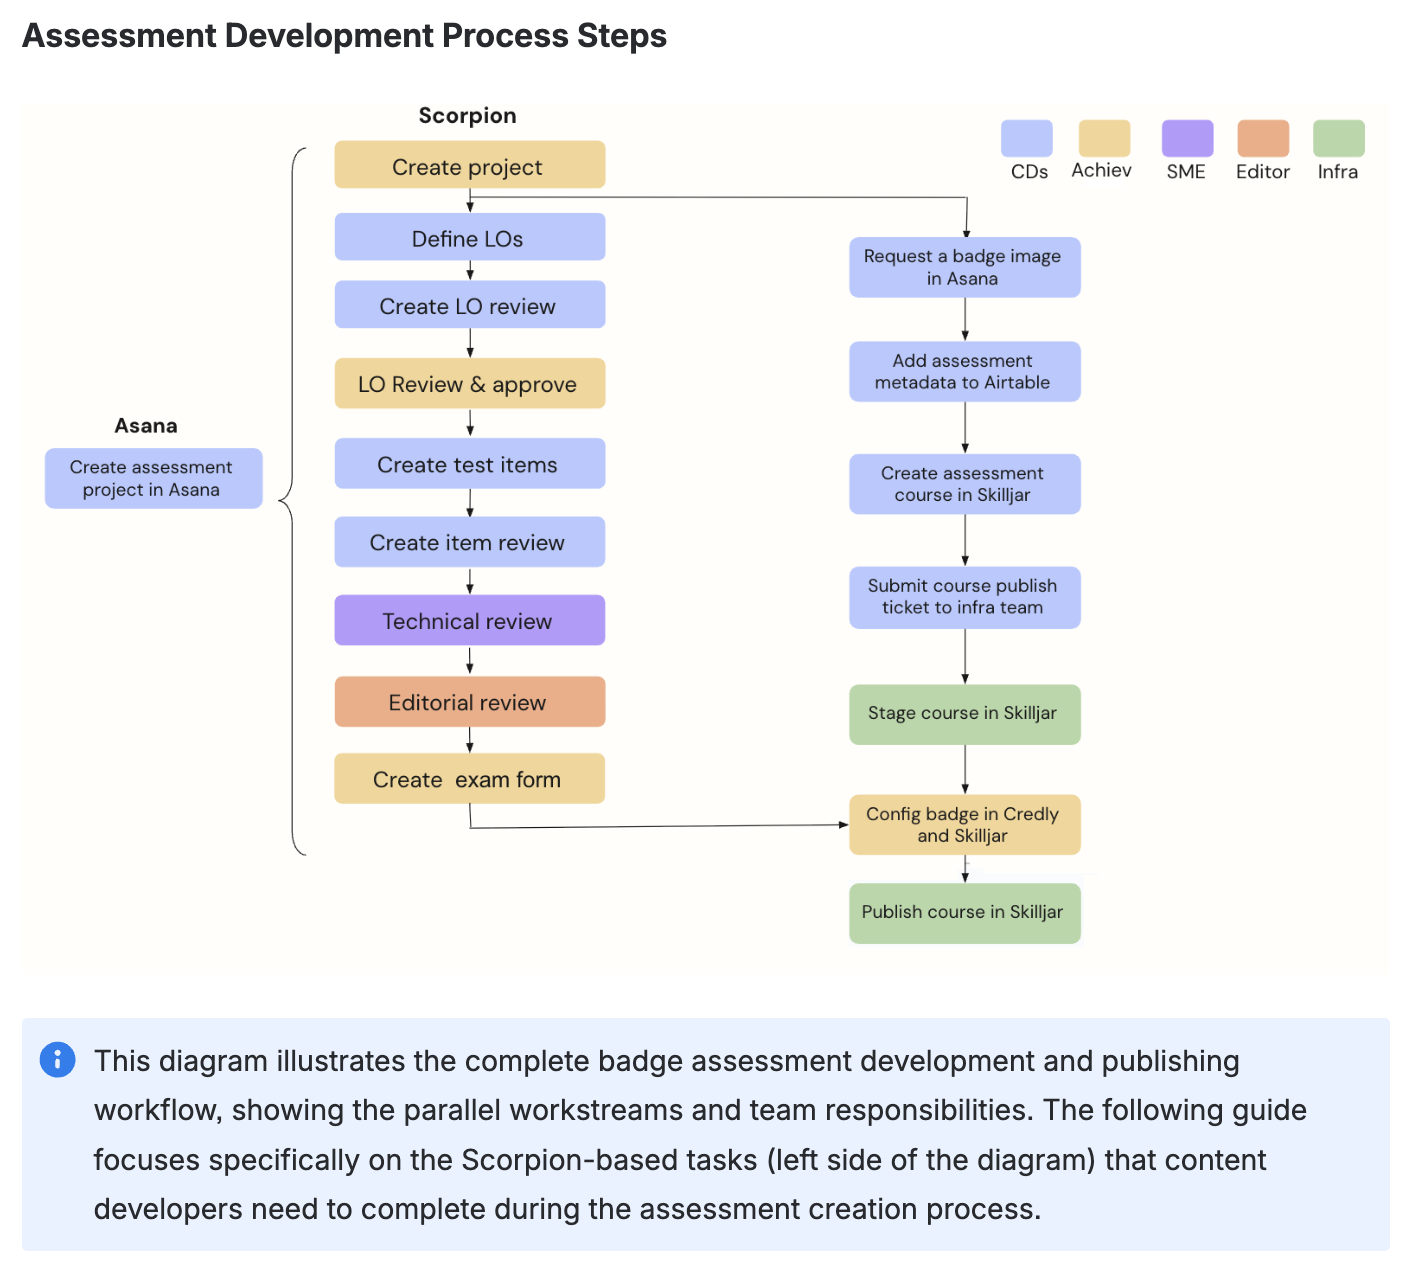 Assessment Development Process Steps
Scorpion
CDs
Achiev
SME
Editor
Infra
Create project
Define LOs
Create LO review
LO Review & approve
Create test items
Create item review
Technical review
Editorial review
Create  exam form
Asana
Create assessment
project in Asana
Request a badge image
in Asana
Add assessment
metadata to Airtable
Create assessment
course in Skilljar
Submit course publish
ticket to infra team
Stage course in Skilljar
Config badge in Credly
and Skilljar
Publish course in Skilljar
This diagram illustrates the complete badge assessment development and publishing
workflow, showing the parallel workstreams and team responsibilities. The following guide
focuses specifically on the Scorpion-based tasks (left side of the diagram) that content
developers need to complete during the assessment creation process.